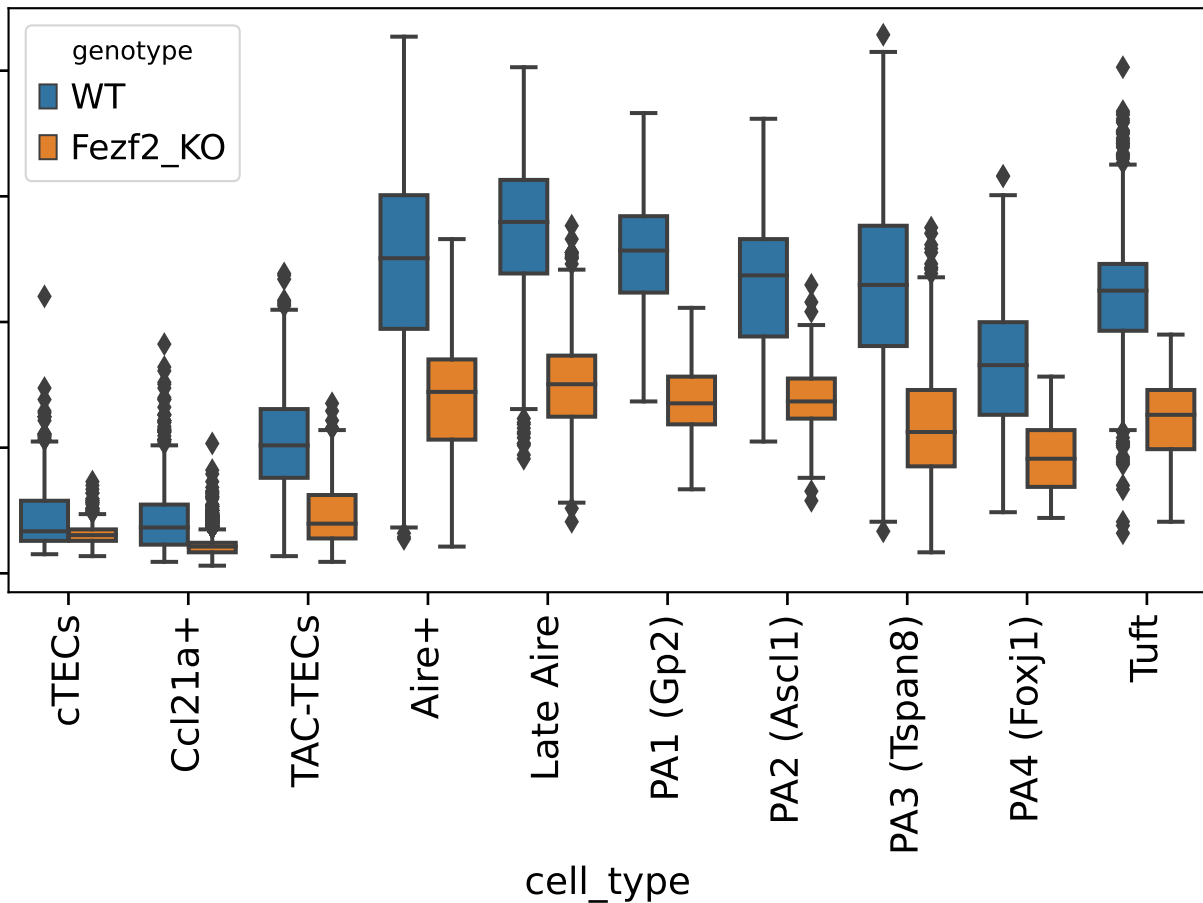 genotype
WT
Fezf2_KO
cTECs
Ccl21a+
TAC-TECs
Aire+
Late Aire
PA1 (Gp2)
PA2 (Ascl1)
PA3 (Tspan8)
PA4 (Foxj1)
Tuft
cell_type